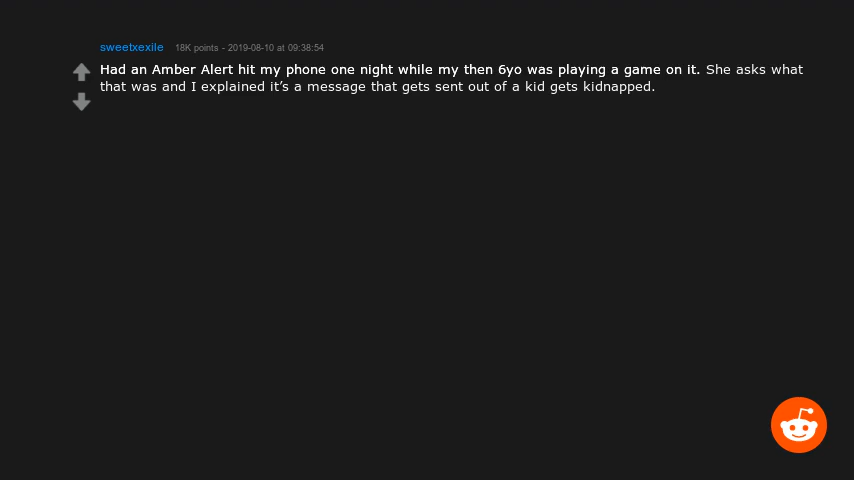 sweetxexile 18K points - 2019-08-10 at 09:38:54
Had an Amber Alert hit my phone one night while my then 6yo was playing a game on it. She asks what
that was and I explained it’s a message that gets sent out of a kid gets kidnapped.